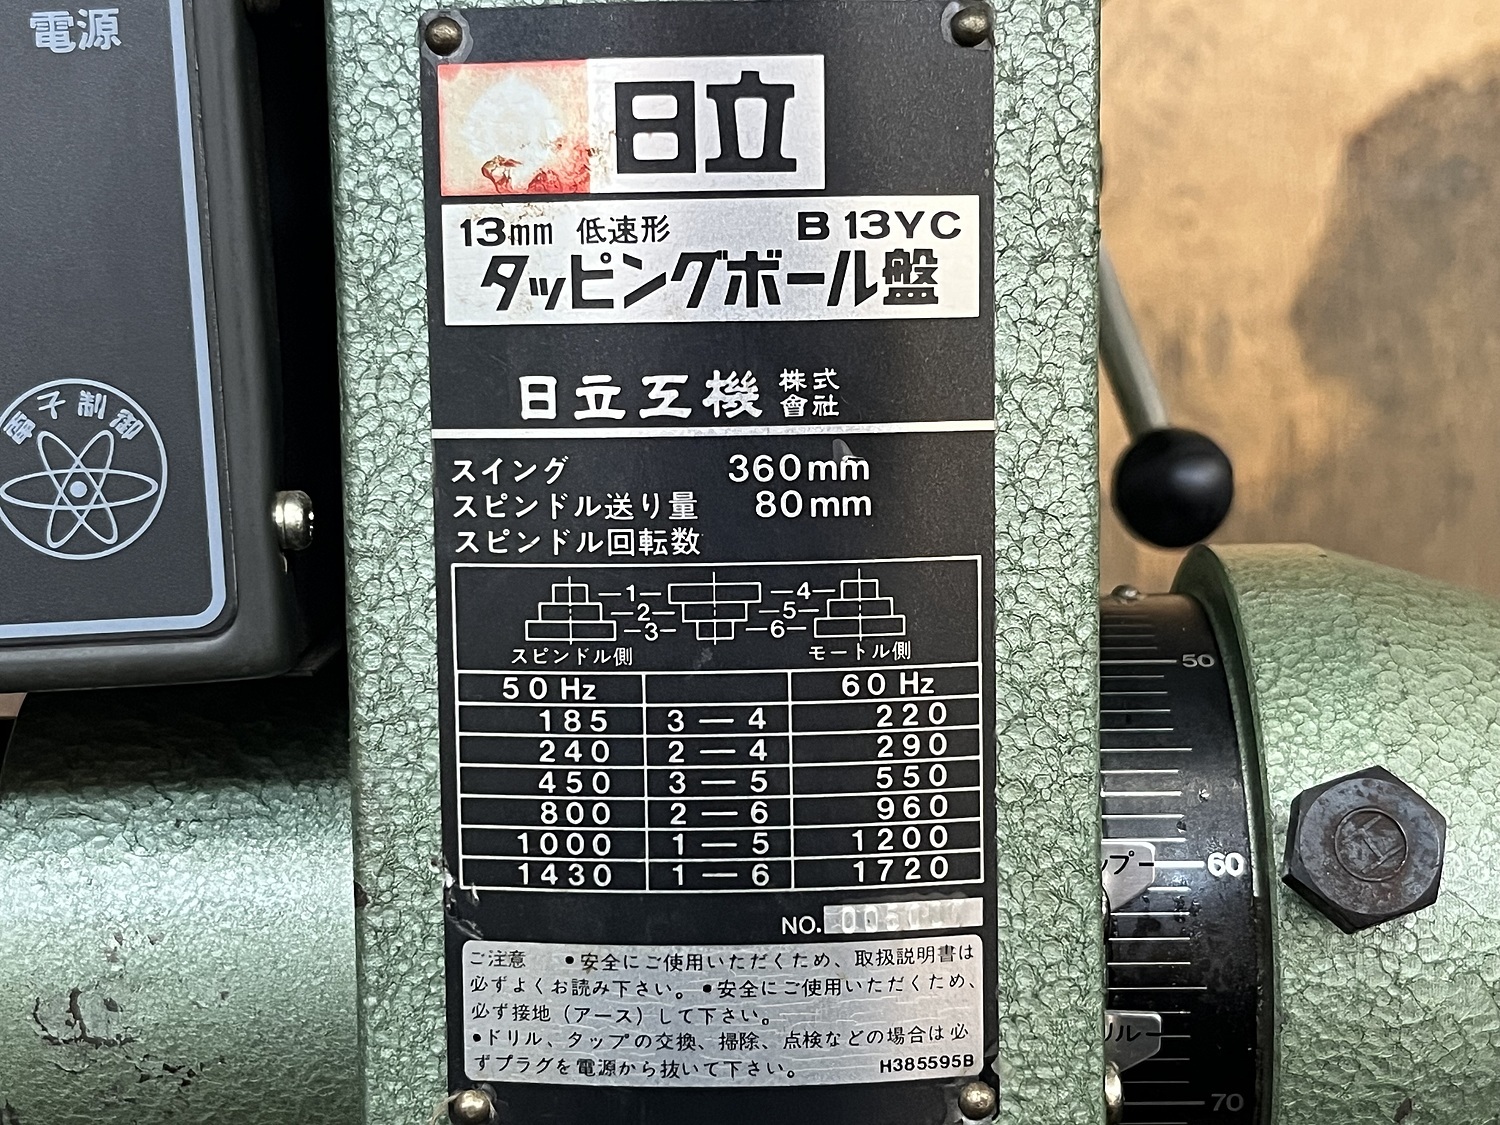 電源
電子制御
日立
13mm 低速形 B 13YC
タッピングボール盤
日立工機 株式會社
スイング 360mm
スピンドル送り量 80mm
スピンドル回転数
1 4
2 5
3 6
スピンドル側 モートル側
50 Hz 60 Hz
185 3 — 4 220
240 2 — 4 290
450 3 — 5 550
800 2 — 6 960
1000 1 — 5 1200
1430 1 — 6 1720
NO.
ご注意 •安全にご使用いただくため、取扱説明書は
必ずよくお読み下さい。•安全にご使用いただくため、
必ず接地（アース）して下さい。
•ドリル、タップの交換、掃除、点検などの場合は必
ずプラグを電源から抜いて下さい。 H385595B
50
ップ 60
リル
70